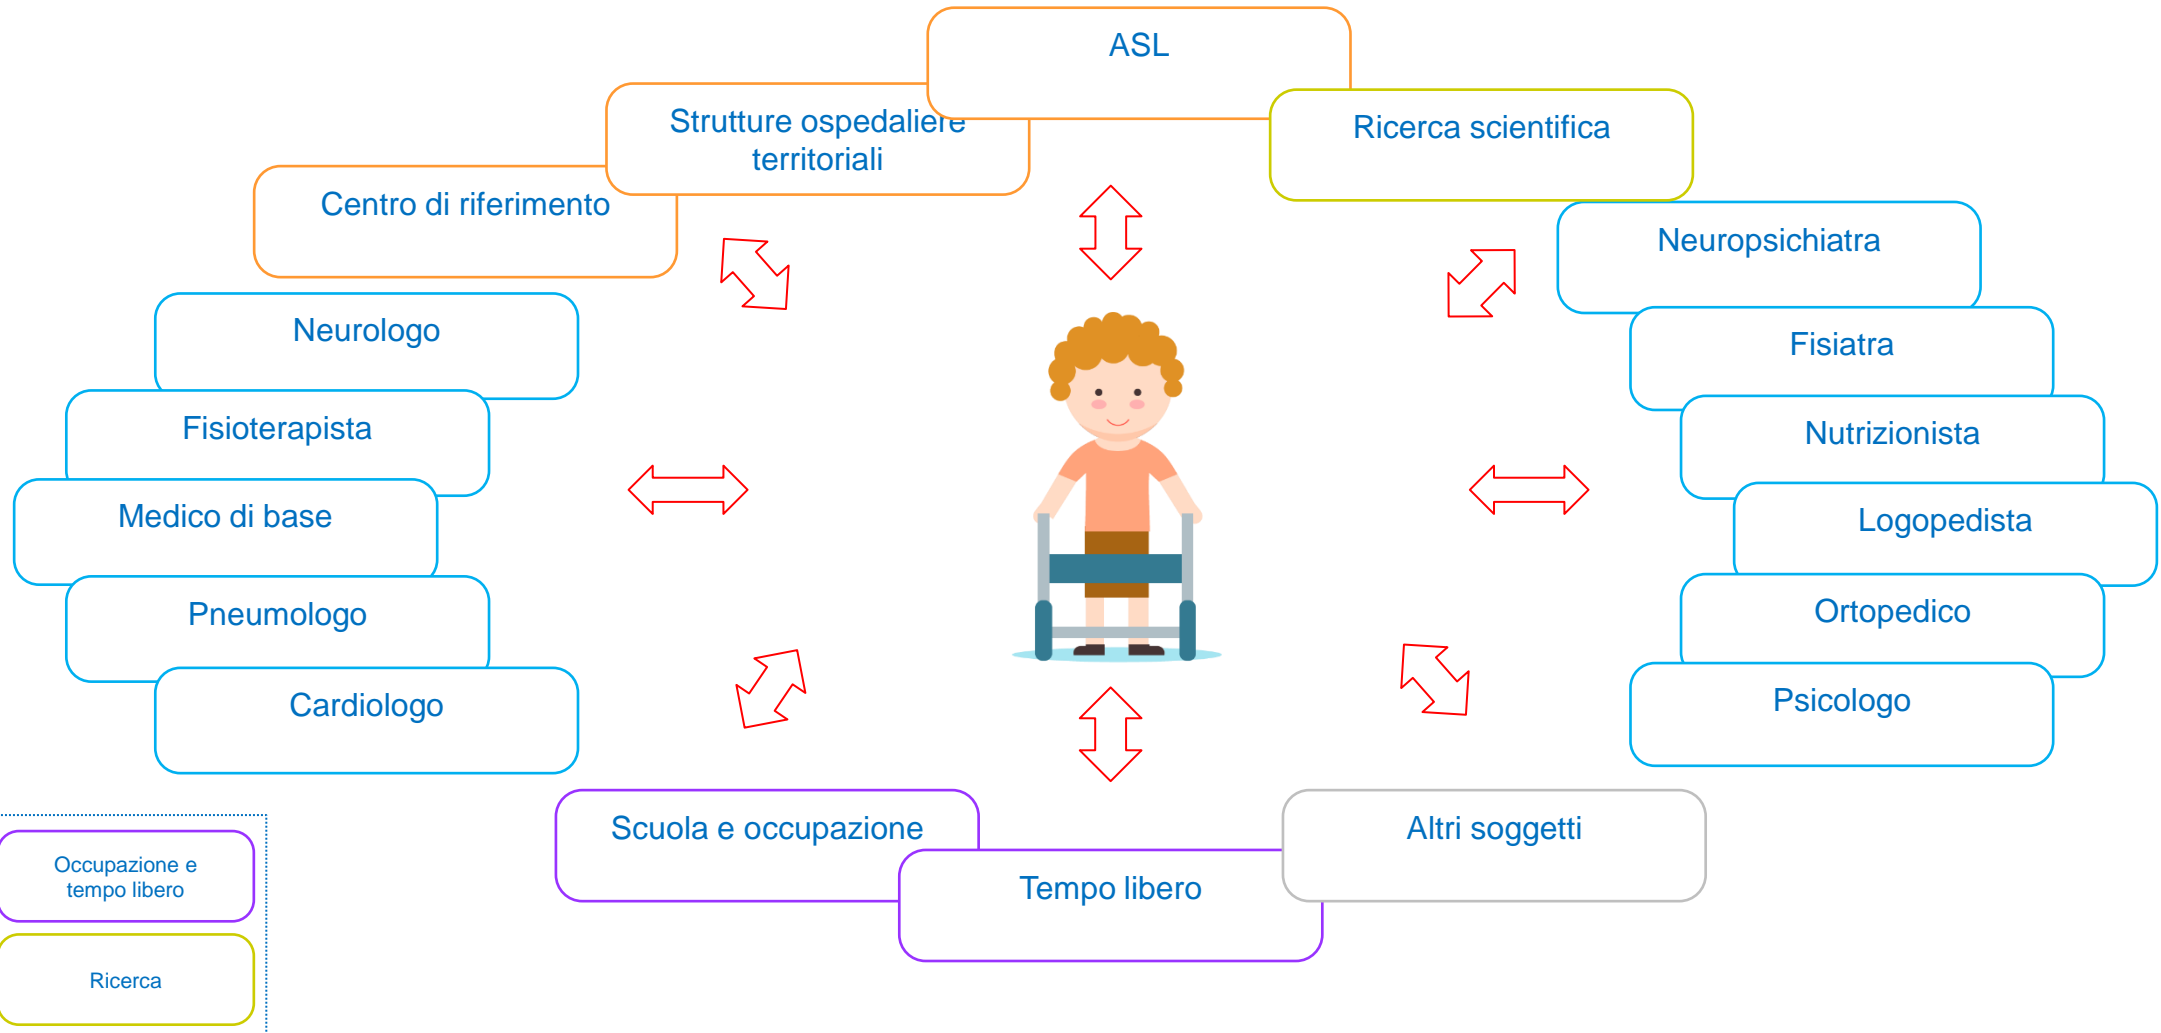 ASL
Strutture ospedaliere
territoriali
Ricerca scientifica
Centro di riferimento
Neuropsichiatra
Neurologo
Fisiatra
Fisioterapista
Nutrizionista
Medico di base
Logopedista
Pneumologo
Ortopedico
Cardiologo
Psicologo
Scuola e occupazione
Altri soggetti
Tempo libero
Occupazione e
tempo libero
Ricerca